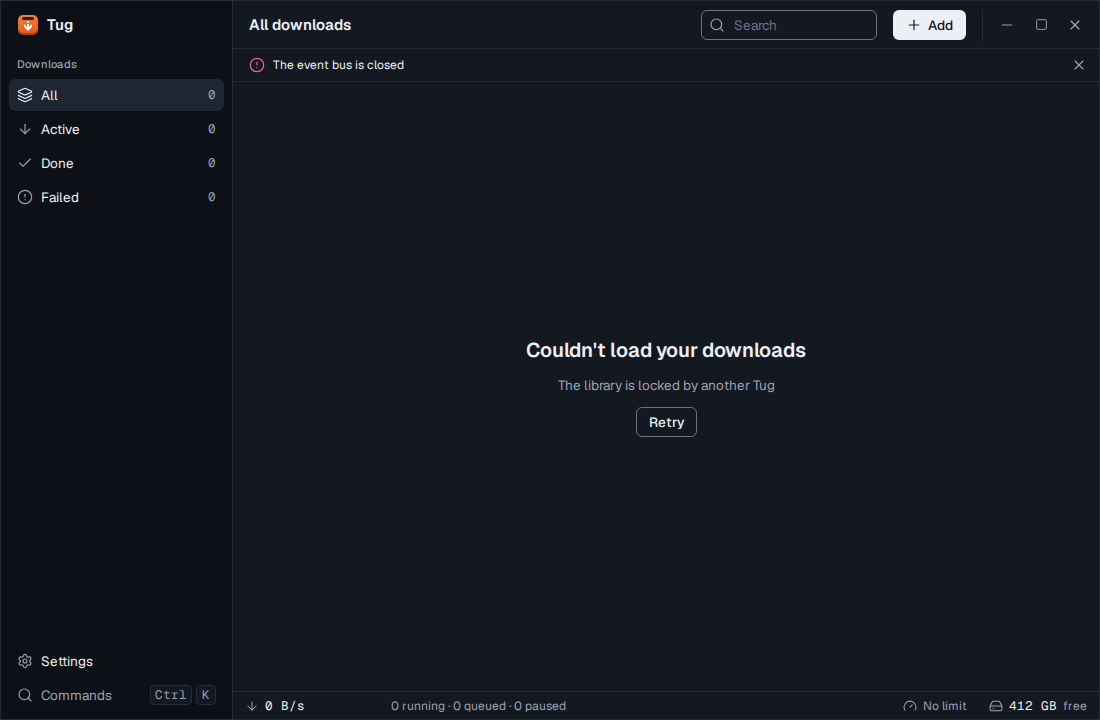 Tug
Downloads
All 0
Active 0
Done 0
Failed 0
Settings
Commands Ctrl K
All downloads
Search
Add
The event bus is closed
Couldn't load your downloads
The library is locked by another Tug
Retry
0 B/s
0 running · 0 queued · 0 paused
No limit
412 GB free